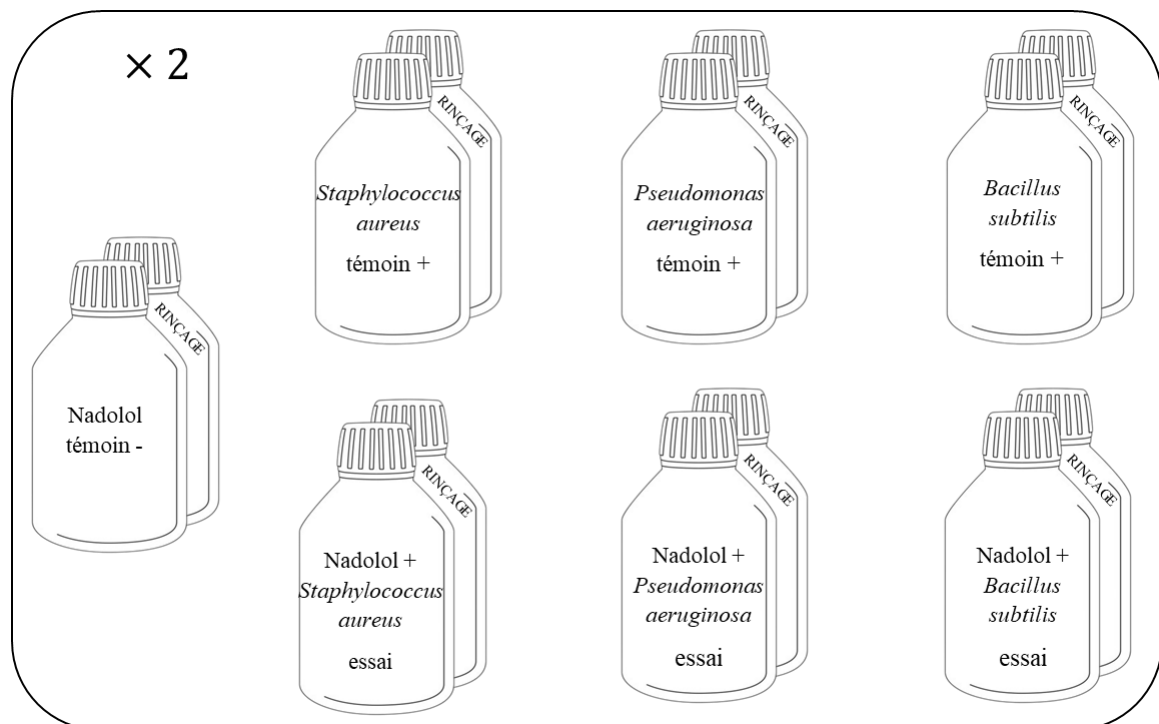 × 2
RINÇAGE
Staphylococcus
aureus
témoin +
RINÇAGE
Pseudomonas
aeruginosa
témoin +
RINÇAGE
Bacillus
subtilis
témoin +
RINÇAGE
Nadolol
témoin -
RINÇAGE
Nadolol +
Staphylococcus
aureus
essai
RINÇAGE
Nadolol +
Pseudomonas
aeruginosa
essai
RINÇAGE
Nadolol +
Bacillus
subtilis
essai